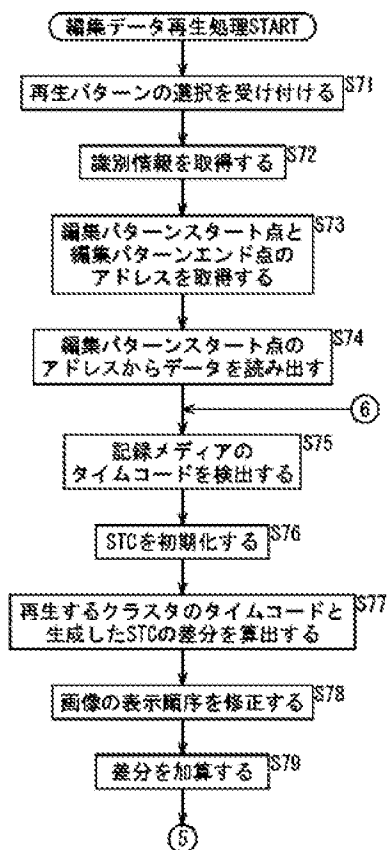 編集データ再生処理START
再生パターンの選択を受け付ける
S71
識別情報を取得する
S72
編集パターンスタート点と
編集パターンエンド点の
アドレスを取得する
S73
編集パターンスタート点の
アドレスからデータを読み出す
S74
6
記録メディアの
タイムコードを検出する
S75
STCを初期化する
S76
再生するクラスタのタイムコードと
生成したSTCの差分を算出する
S77
画像の表示順序を修正する
S78
差分を加算する
S79
5